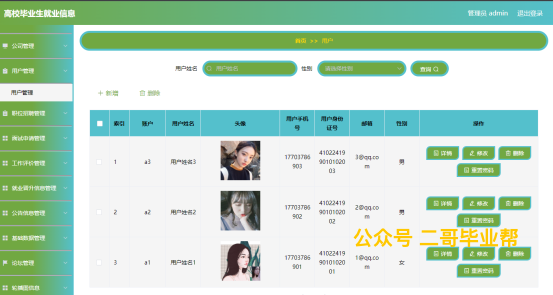 高校毕业生就业信息
管理员 admin 退出登录
公司管理
用户管理
用户管理
职位招聘管理
面试申请管理
工作评价管理
就业提升信息管理
公告信息管理
基础数据管理
论坛管理
轮播图信息
首页 >> 用户
用户姓名 用户姓名 性别 请选择性别 查询
+ 新增 删除
索引 账户 用户姓名 头像 用户手机号 用户身份证号 邮箱 性别 操作
1 a3 用户姓名3 17703786903 410224199010102003 3@qq.com 男 详情 修改 删除 重置密码
2 a2 用户姓名2 17703786902 410224199010102002 2@qq.com 男 详情 修改 删除 重置密码
3 a1 用户姓名1 17703786901 410224199010102001 1@qq.com 女 详情 修改 删除 重置密码
公众号 二哥毕业帮